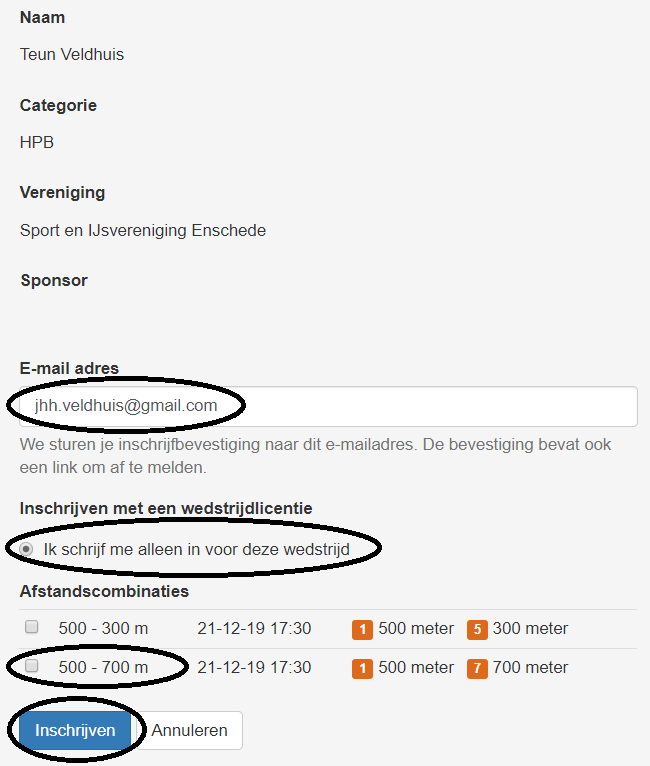 Naam
Teun Veldhuis
Categorie
HPB
Vereniging
Sport en IJsvereniging Enschede
Sponsor
E-mail adres
jhh.veldhuis@gmail.com
We sturen je inschrijfbevestiging naar dit e-mailadres. De bevestiging bevat ook
een link om af te melden.
Inschrijven met een wedstrijdlicentie
Ik schrijf me alleen in voor deze wedstrijd
Afstandscombinaties
500 - 300 m 21-12-19 17:30 1 500 meter 5 300 meter
500 - 700 m 21-12-19 17:30 1 500 meter 7 700 meter
Inschrijven Annuleren